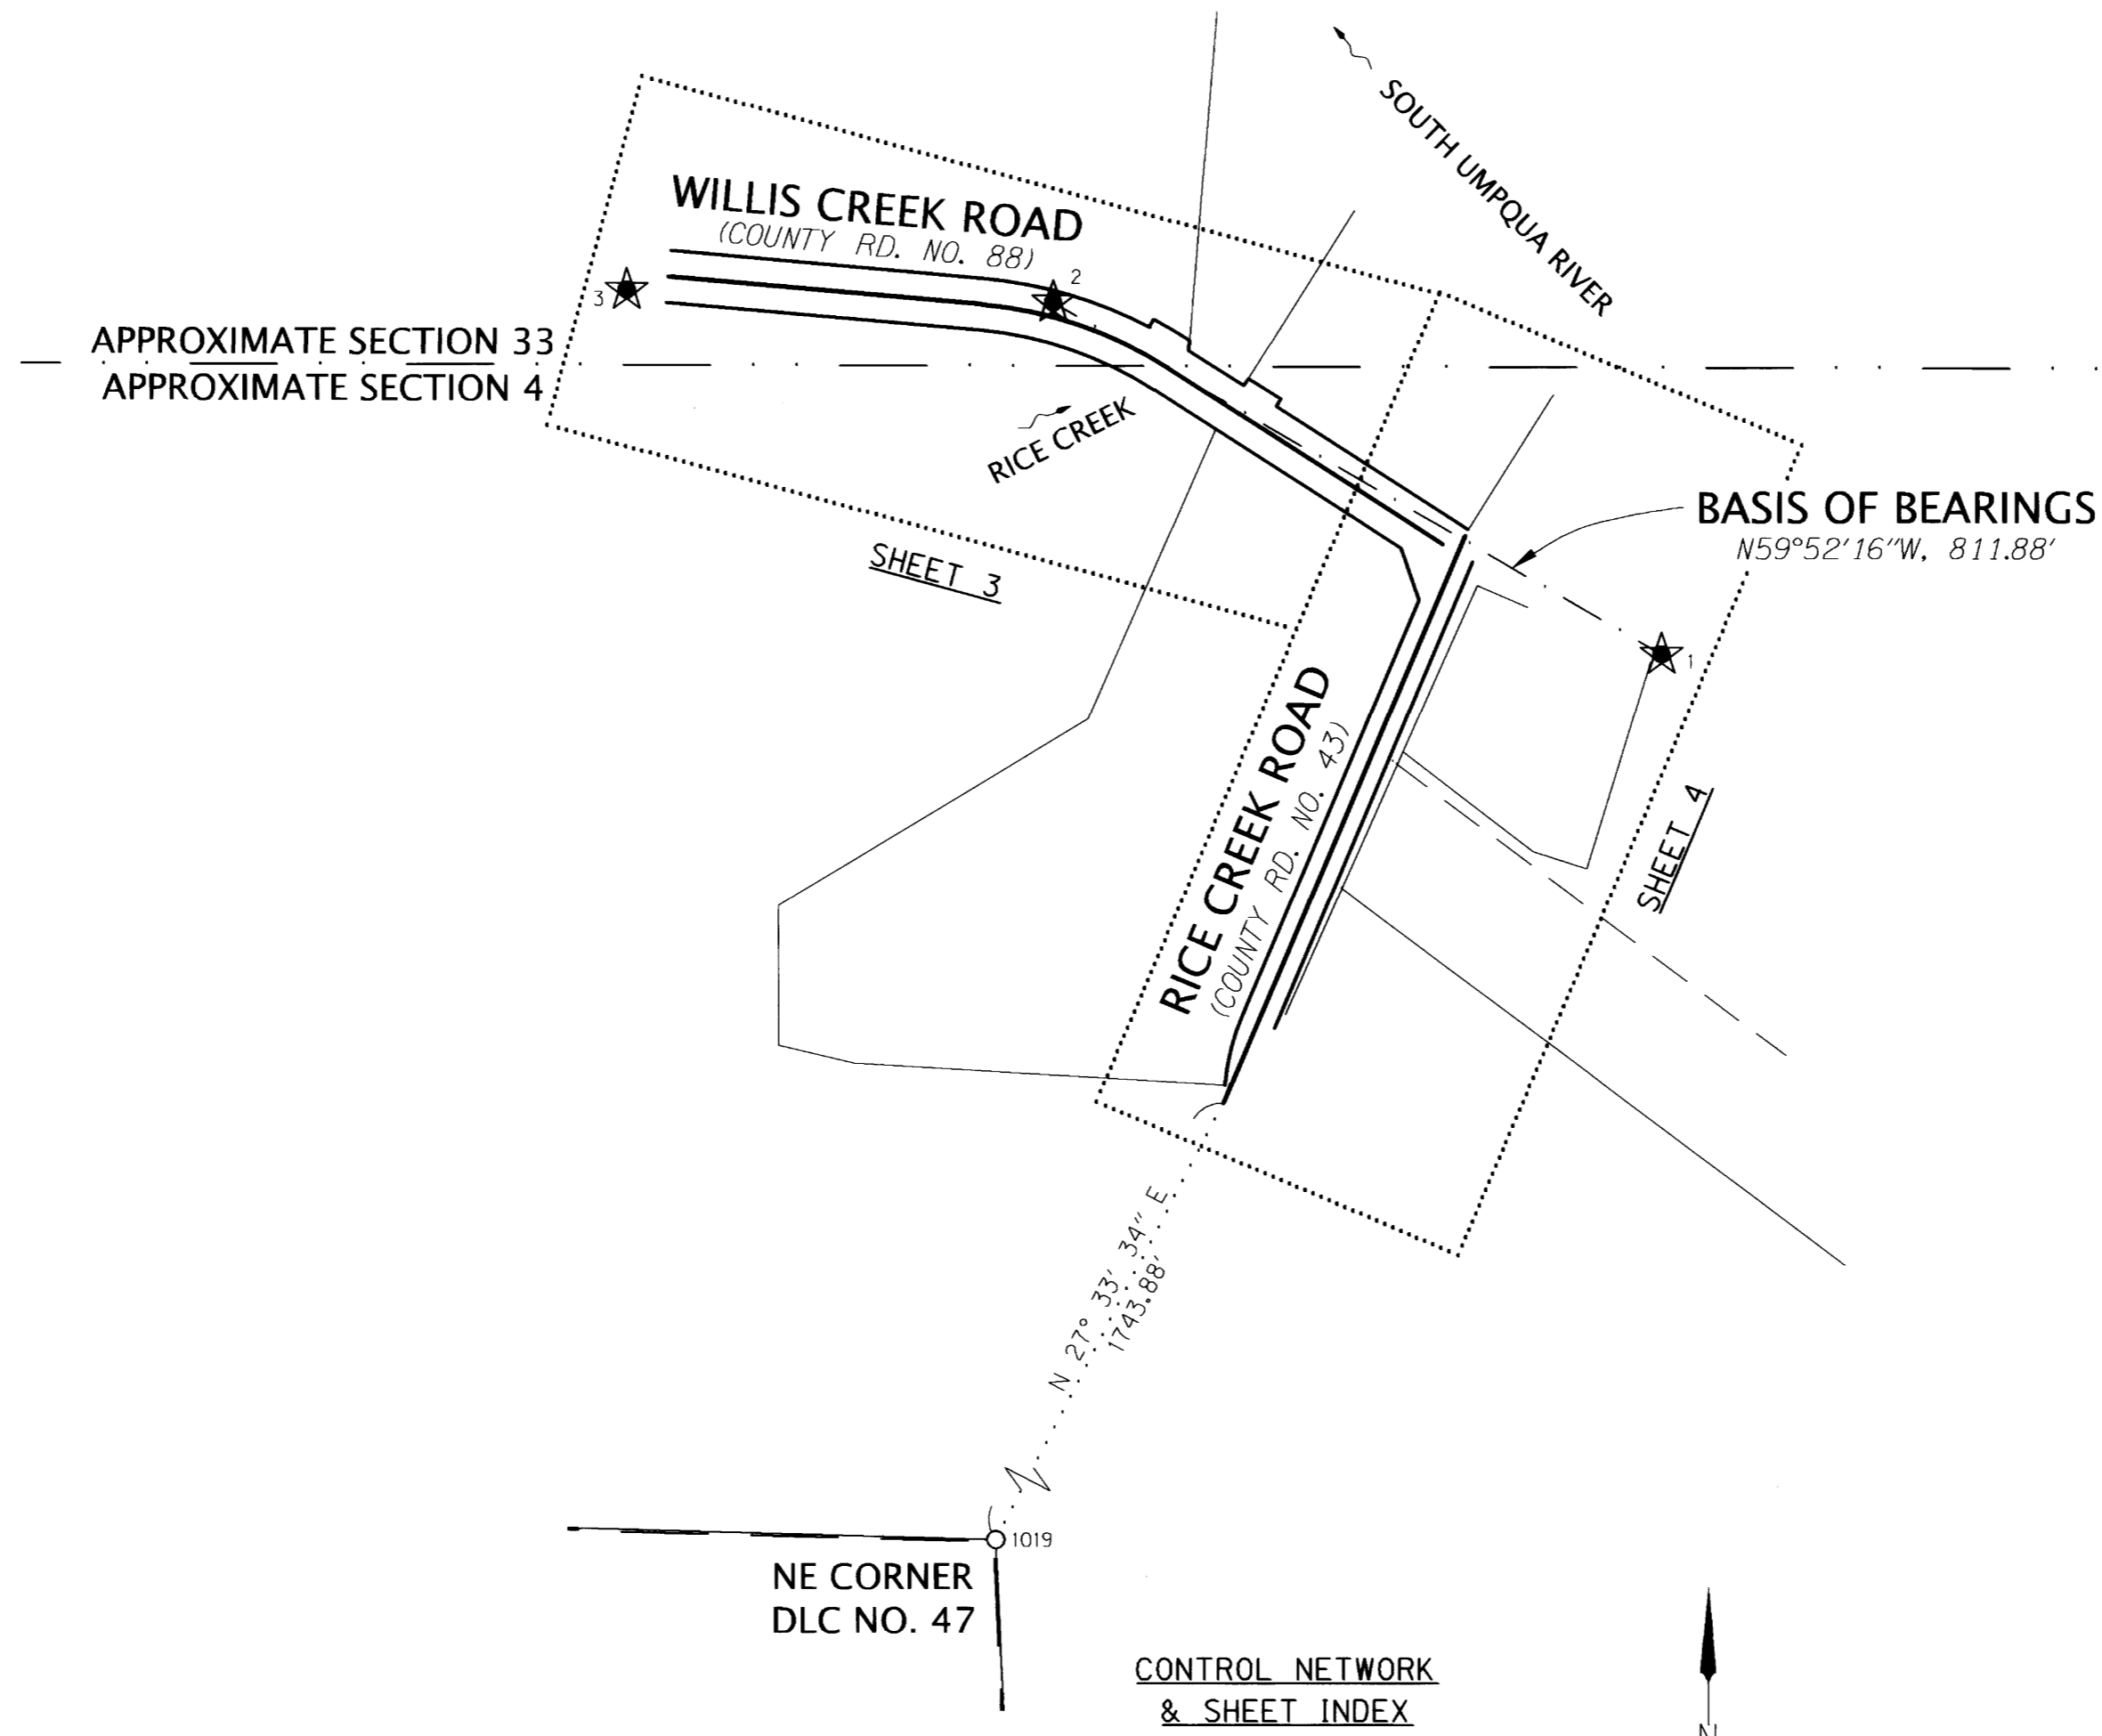 SOUTH UMPQUA RIVER
WILLIS CREEK ROAD
(COUNTY RD. NO. 88)
2
3
APPROXIMATE SECTION 33
APPROXIMATE SECTION 4
RICE CREEK
BASIS OF BEARINGS
N59°52'16"W, 811.88'
SHEET 3
1
RICE CREEK ROAD
(COUNTY RD. NO. 43)
SHEET 4
N 27° 33' 34" E
1743.88'
1019
NE CORNER
DLC NO. 47
CONTROL NETWORK
& SHEET INDEX
N